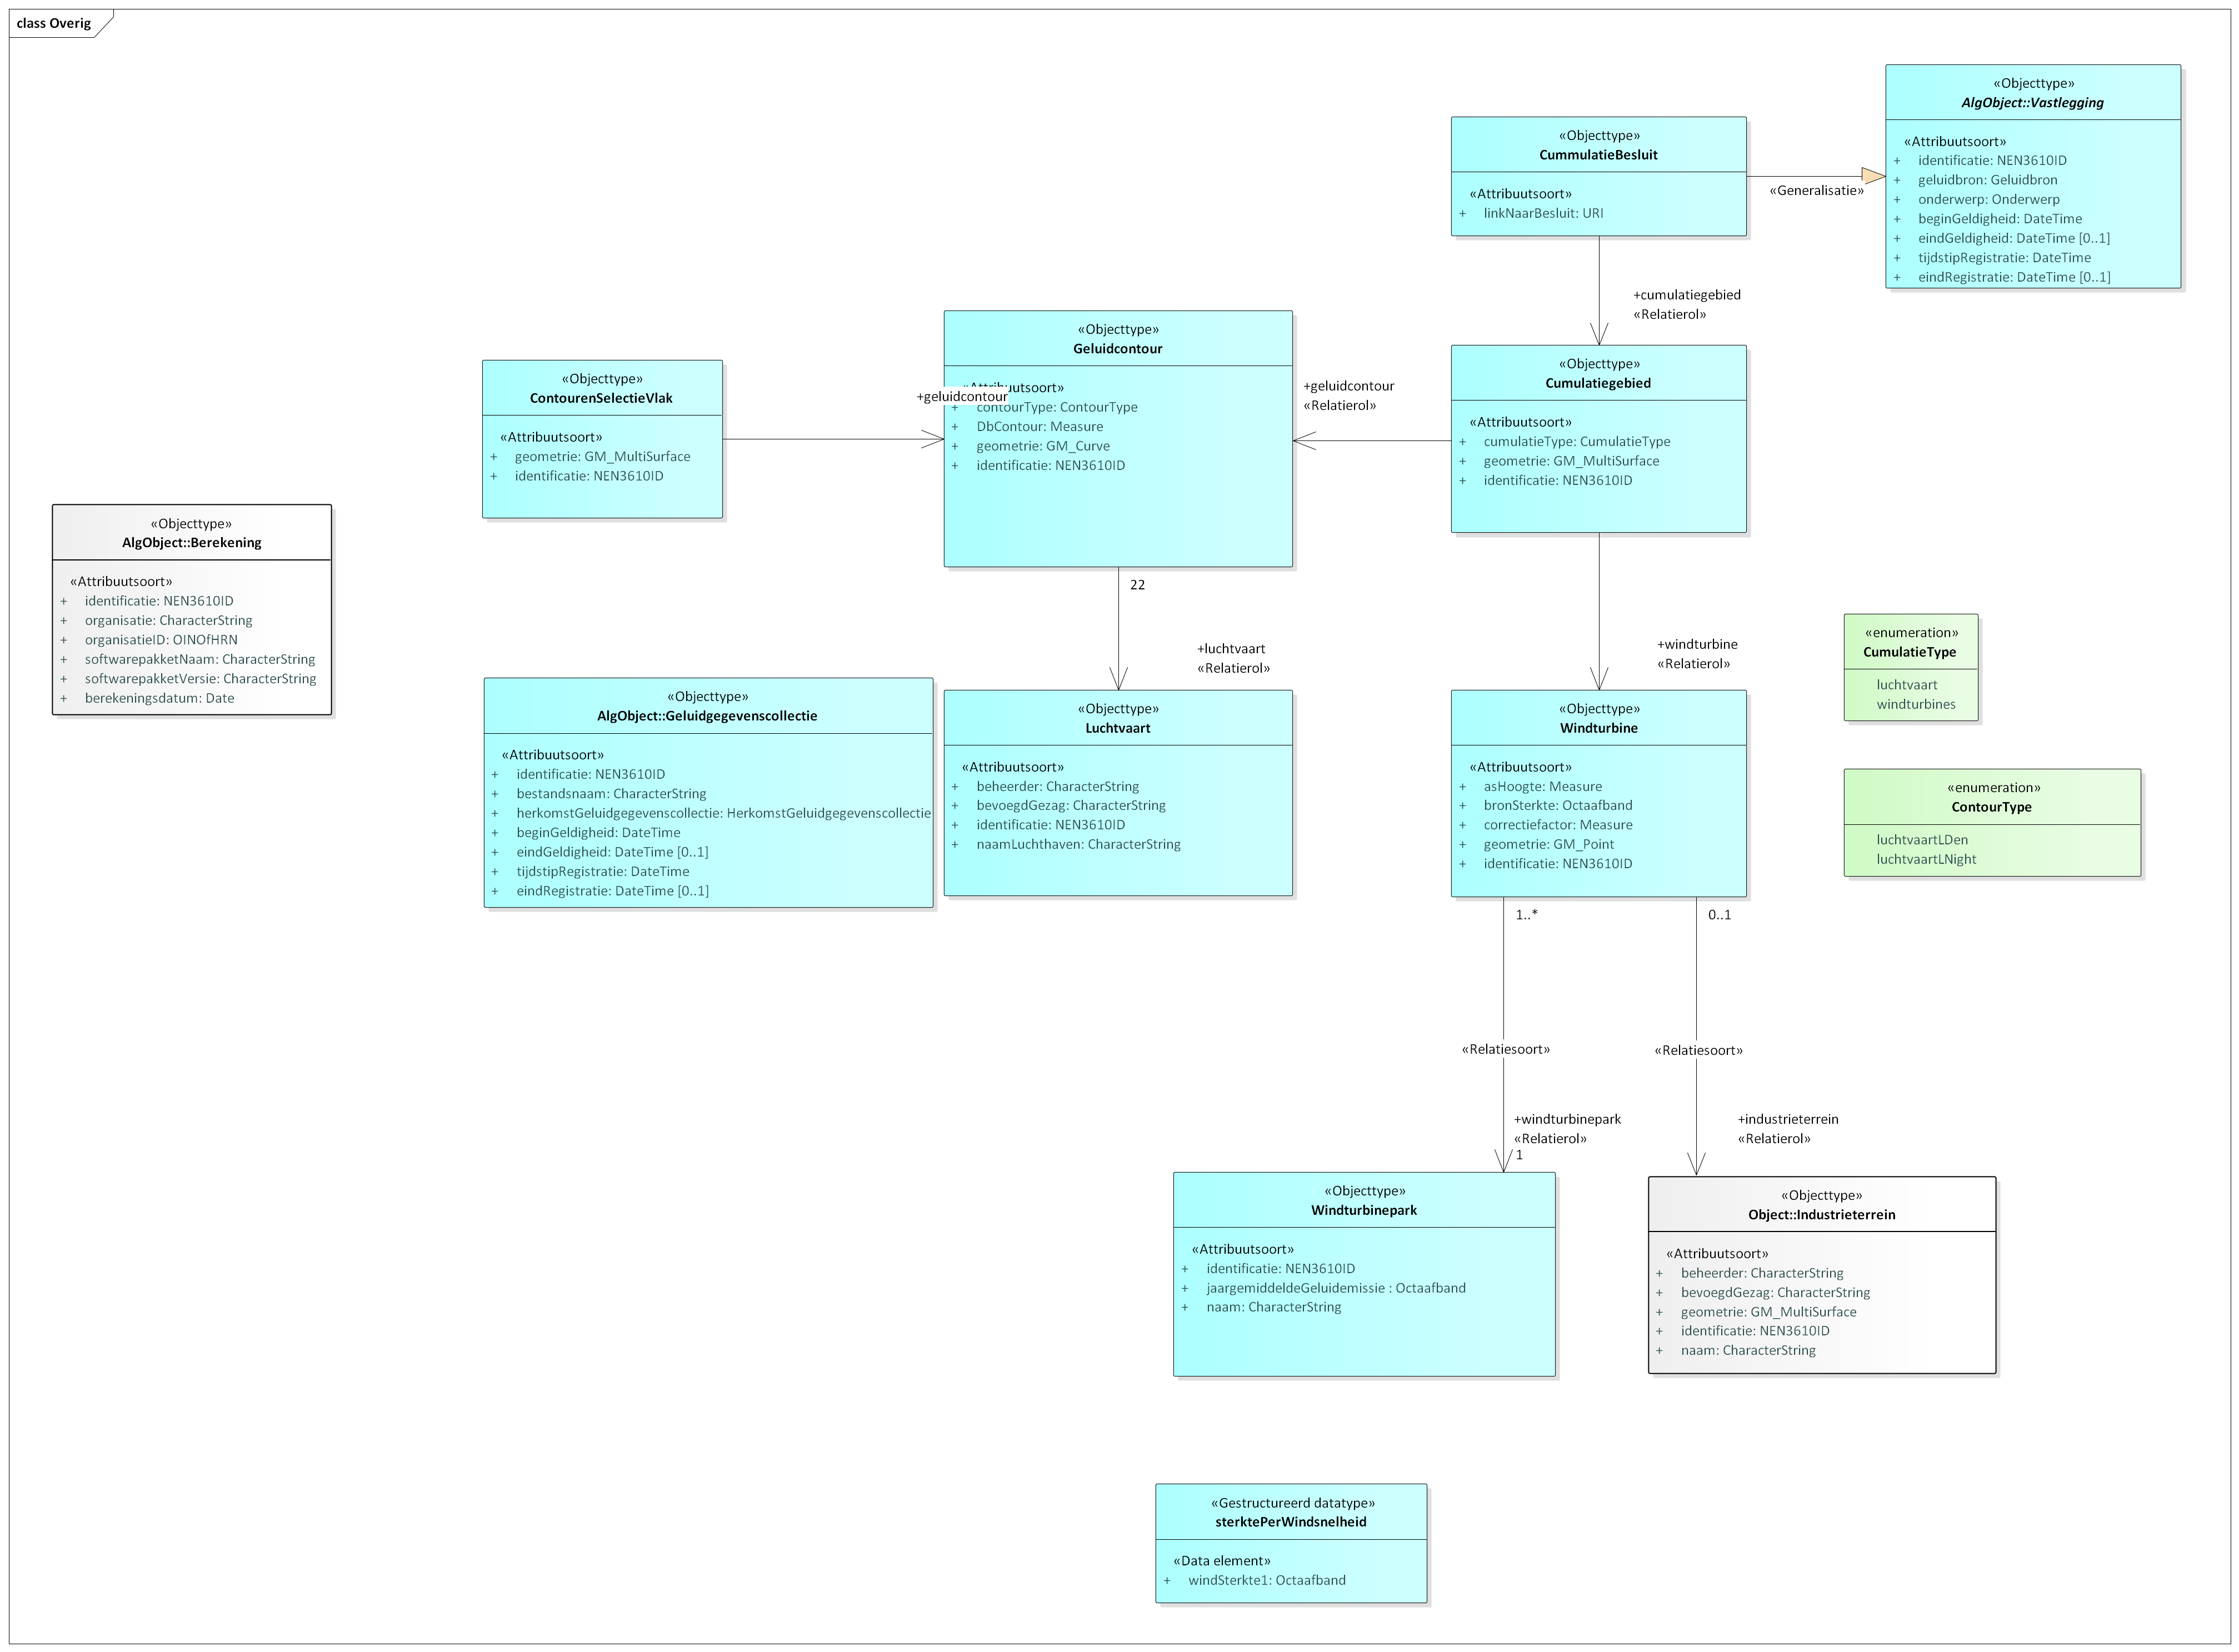 class Overig
«Objecttype»
AlgObject::Vastlegging
«Attribuutsoort»
+ identificatie: NEN3610ID
+ geluidbron: Geluidbron
+ onderwerp: Onderwerp
+ beginGeldigheid: DateTime
+ eindGeldigheid: DateTime [0..1]
+ tijdstipRegistratie: DateTime
+ eindRegistratie: DateTime [0..1]
«Objecttype»
CummulatieBesluit
«Attribuutsoort»
+ linkNaarBesluit: URI
«Generalisatie»
+cumulatiegebied
«Relatierol»
«Objecttype»
Geluidcontour
«Attribuutsoort»
+ contourType: ContourType
+ DbContour: Measure
+ geometrie: GM_Curve
+ identificatie: NEN3610ID
+geluidcontour
+geluidcontour
«Relatierol»
«Objecttype»
Cumulatiegebied
«Attribuutsoort»
+ cumulatieType: CumulatieType
+ geometrie: GM_MultiSurface
+ identificatie: NEN3610ID
«Objecttype»
ContourenSelectieVlak
«Attribuutsoort»
+ geometrie: GM_MultiSurface
+ identificatie: NEN3610ID
«Objecttype»
AlgObject::Berekening
«Attribuutsoort»
+ identificatie: NEN3610ID
+ organisatie: CharacterString
+ organisatieID: OINOfHRN
+ softwarepakketNaam: CharacterString
+ softwarepakketVersie: CharacterString
+ berekeningsdatum: Date
22
+luchtvaart
«Relatierol»
+windturbine
«Relatierol»
«enumeration»
CumulatieType
luchtvaart
windturbines
«Objecttype»
AlgObject::Geluidgegevenscollectie
«Attribuutsoort»
+ identificatie: NEN3610ID
+ bestandsnaam: CharacterString
+ herkomstGeluidgegevenscollectie: HerkomstGeluidgegevenscollectie
+ beginGeldigheid: DateTime
+ eindGeldigheid: DateTime [0..1]
+ tijdstipRegistratie: DateTime
+ eindRegistratie: DateTime [0..1]
«Objecttype»
Luchtvaart
«Attribuutsoort»
+ beheerder: CharacterString
+ bevoegdGezag: CharacterString
+ identificatie: NEN3610ID
+ naamLuchthaven: CharacterString
«Objecttype»
Windturbine
«Attribuutsoort»
+ asHoogte: Measure
+ bronSterkte: Octaafband
+ correctiefactor: Measure
+ geometrie: GM_Point
+ identificatie: NEN3610ID
«enumeration»
ContourType
luchtvaartLDen
luchtvaartLNight
1..*
0..1
«Relatiesoort»
«Relatiesoort»
+windturbinepark
«Relatierol»
1
+industrieterrein
«Relatierol»
«Objecttype»
Windturbinepark
«Attribuutsoort»
+ identificatie: NEN3610ID
+ jaargemiddeldeGeluidemissie : Octaafband
+ naam: CharacterString
«Objecttype»
Object::Industrieterrein
«Attribuutsoort»
+ beheerder: CharacterString
+ bevoegdGezag: CharacterString
+ geometrie: GM_MultiSurface
+ identificatie: NEN3610ID
+ naam: CharacterString
«Gestructureerd datatype»
sterktePerWindsnelheid
«Data element»
+ windSterkte1: Octaafband